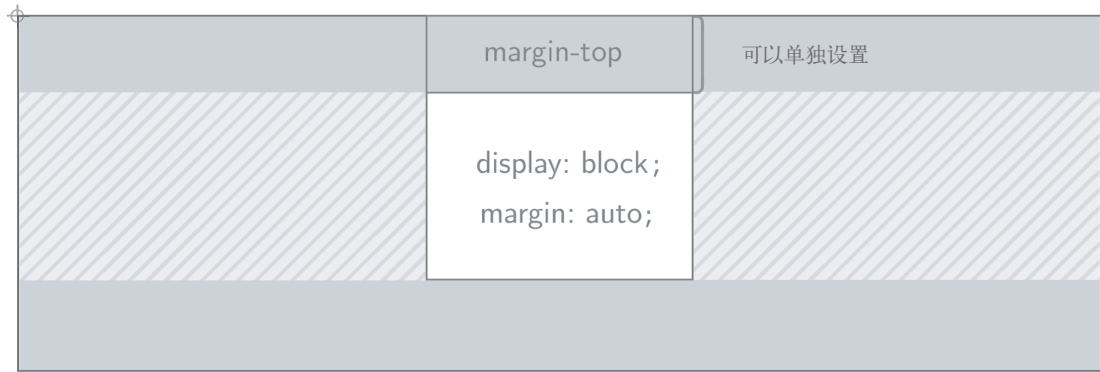 margin-top
可以单独设置
display: block;
margin: auto;